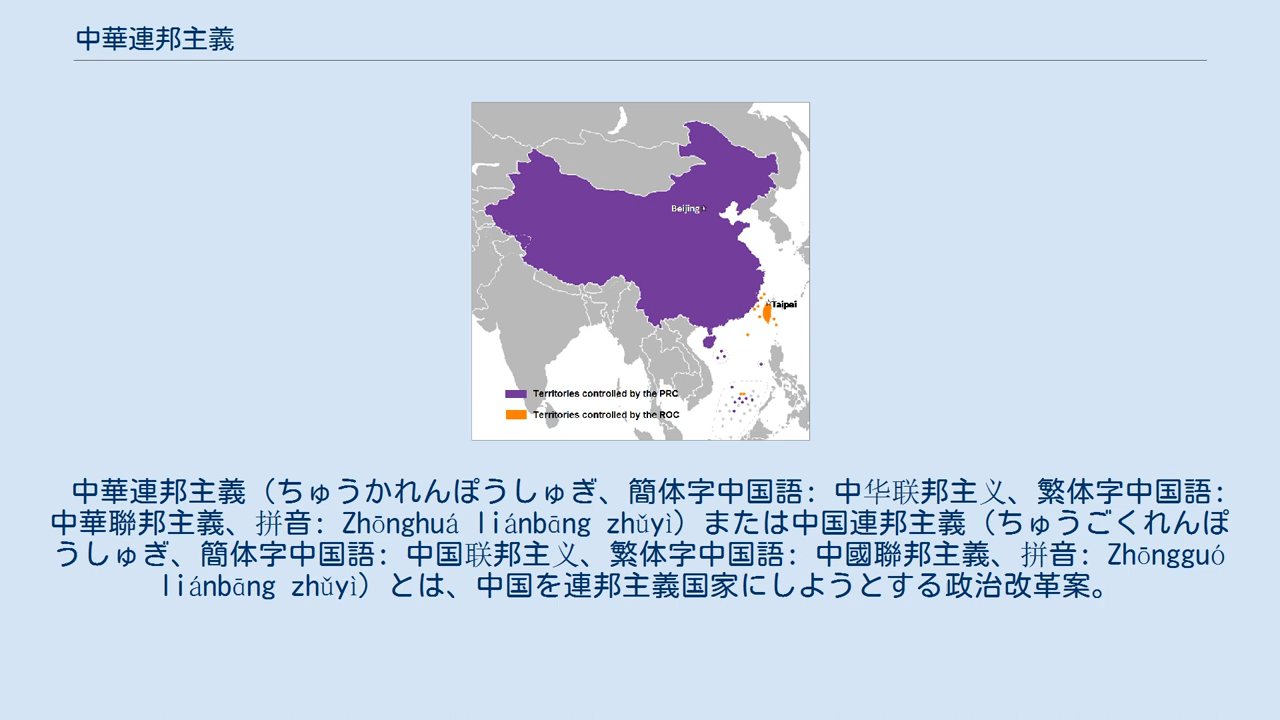 中華連邦主義
Beijing
Taipei
Territories controlled by the PRC
Territories controlled by the ROC
中華連邦主義（ちゅうかれんぽうしゅぎ、簡体字中国語: 中华联邦主义、繁体字中国語:
中華聯邦主義、拼音: Zhōnghuá liánbāng zhǔyì）または中国連邦主義（ちゅうごくれんぽ
うしゅぎ、簡体字中国語: 中国联邦主义、繁体字中国語: 中國聯邦主義、拼音: Zhōngguó
liánbāng zhǔyì）とは、中国を連邦主義国家にしようとする政治改革案。